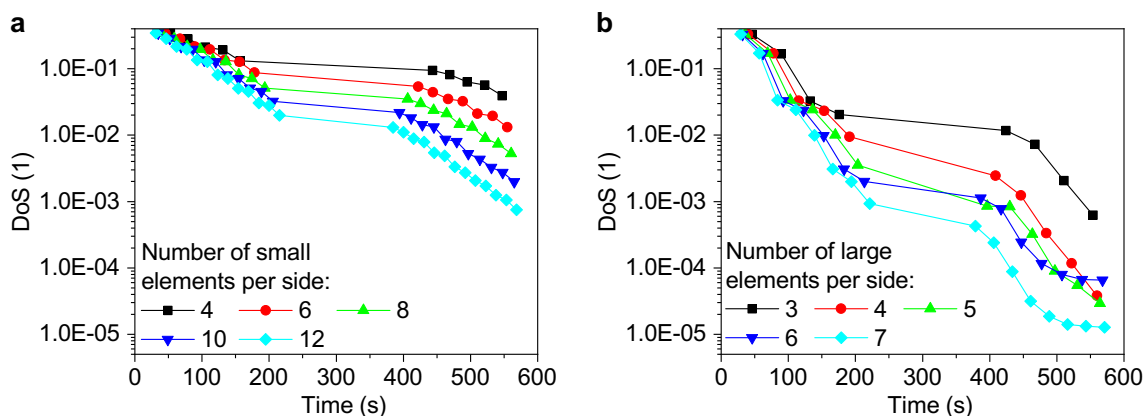 a
1.0E-01
1.0E-02
1.0E-03
1.0E-04
1.0E-05
DoS (1)
Number of small
elements per side:
4 6 8
10 12
0 100 200 300 400 500 600
Time (s)
b
1.0E-01
1.0E-02
1.0E-03
1.0E-04
1.0E-05
DoS (1)
Number of large
elements per side:
3 4 5
6 7
0 100 200 300 400 500 600
Time (s)